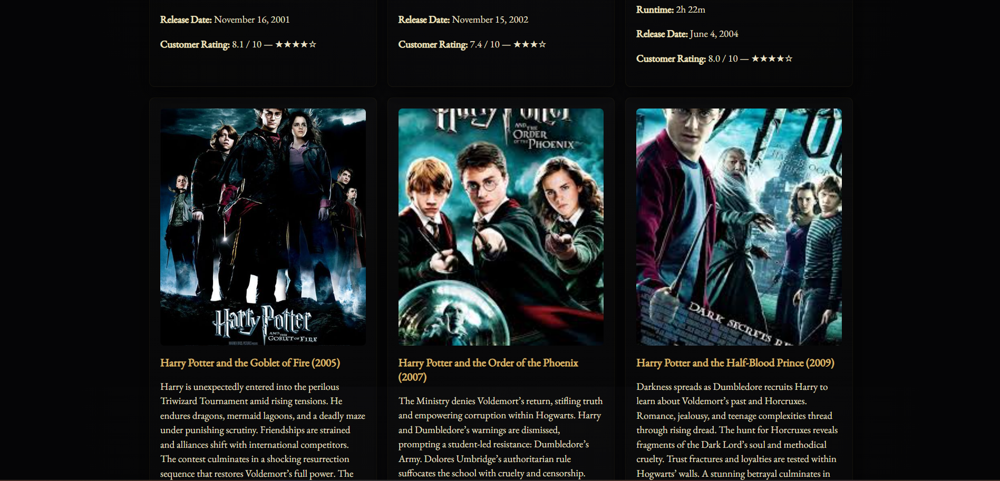 Release Date: November 16, 2001
Customer Rating: 8.1 / 10 — ★★★★☆
Release Date: November 15, 2002
Customer Rating: 7.4 / 10 — ★★★☆
Runtime: 2h 22m
Release Date: June 4, 2004
Customer Rating: 8.0 / 10 — ★★★★☆
Harry Potter
AND THE
GOBLET OF FIRE
Harry Potter and the Goblet of Fire (2005)
Harry is unexpectedly entered into the perilous
Triwizard Tournament amid rising tensions. He
endures dragons, mermaid lagoons, and a deadly maze
under punishing scrutiny. Friendships are strained
and alliances shift with international competitors.
The contest culminates in a shocking resurrection
sequence that restores Voldemort’s full power. The
Harry Potter
AND THE
ORDER
OF THE PHOENIX
Harry Potter and the Order of the Phoenix
(2007)
The Ministry denies Voldemort’s return, stifling truth
and empowering corruption within Hogwarts. Harry
and Dumbledore’s warnings are dismissed,
prompting a student-led resistance: Dumbledore’s
Army. Dolores Umbridge’s authoritarian rule
suffocates the school with cruelty and censorship.
DARK SECRETS
Harry Potter and the Half-Blood Prince (2009)
Darkness spreads as Dumbledore recruits Harry to
learn about Voldemort’s past and Horcruxes.
Romance, jealousy, and teenage complexities thread
through rising dread. The hunt for Horcruxes reveals
fragments of the Dark Lord’s soul and methodical
cruelty. Trust fractures and loyalties are tested within
Hogwarts’ walls. A stunning betrayal culminates in